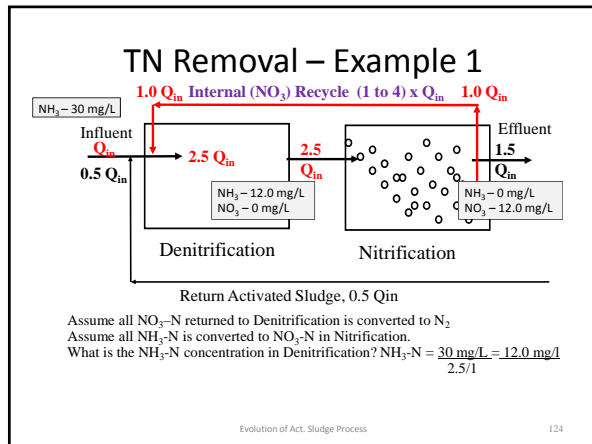 TN Removal – Example 1
1.0 Qin Internal (NO3) Recycle (1 to 4) x Qin 1.0 Qin
NH3 – 30 mg/L
Influent
Effluent
Qin
2.5 Qin
2.5
Qin
1.5
Qin
0.5 Qin
NH3 – 12.0 mg/L
NO3 – 0 mg/L
NH3 – 0 mg/L
NO3 – 12.0 mg/L
Denitrification
Nitrification
Return Activated Sludge, 0.5 Qin
Assume all NO3–N returned to Denitrification is converted to N2
Assume all NH3-N is converted to NO3-N in Nitrification.
What is the NH3-N concentration in Denitrification? NH3-N = 30 mg/L = 12.0 mg/l
2.5/1
Evolution of Act. Sludge Process
124